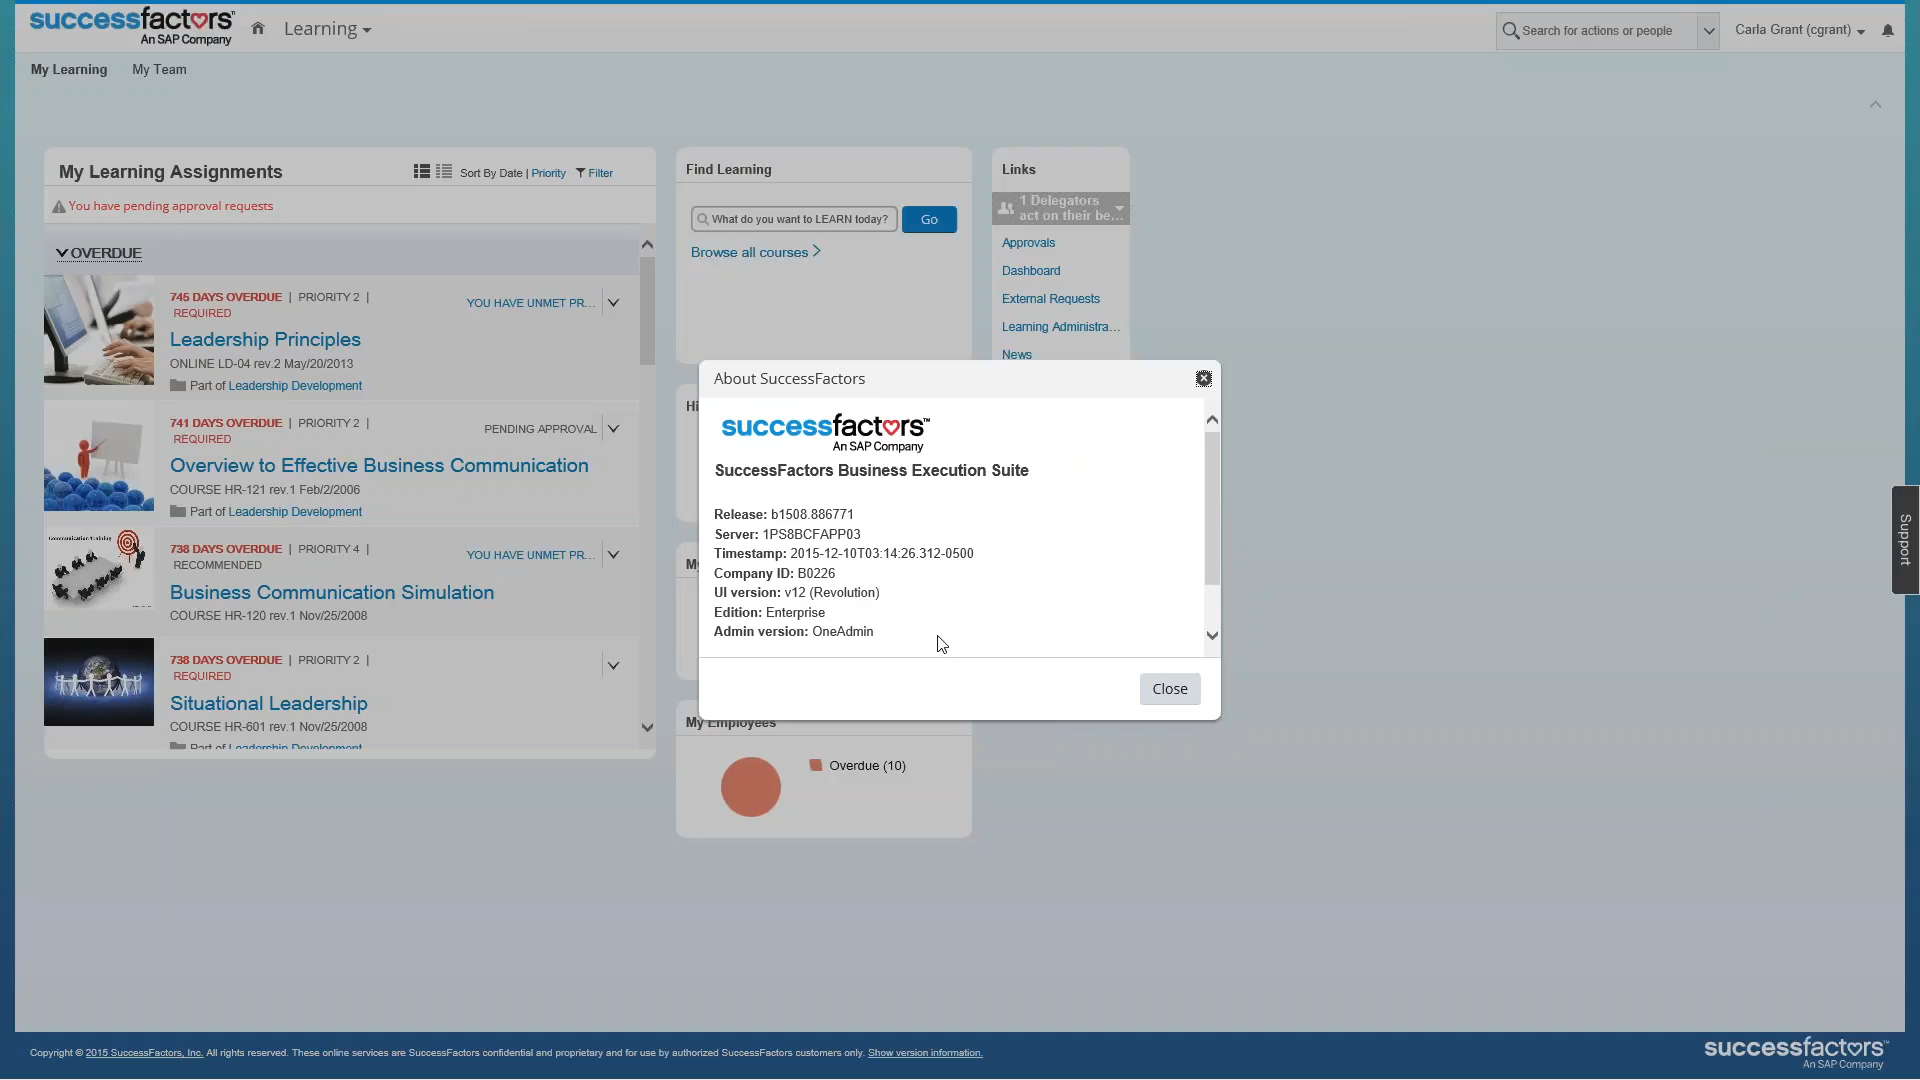 successfactors™
An SAP Company
Learning
Search for actions or people
Carla Grant (cgrant)
My Learning
My Team
My Learning Assignments
Sort By Date | Priority
Filter
You have pending approval requests
OVERDUE
745 DAYS OVERDUE | PRIORITY 2 |
REQUIRED
YOU HAVE UNMET PR...
Leadership Principles
ONLINE LD-04 rev.2 May/20/2013
Part of Leadership Development
741 DAYS OVERDUE | PRIORITY 2 |
REQUIRED
PENDING APPROVAL
Overview to Effective Business Communication
COURSE HR-121 rev.1 Feb/2/2006
Part of Leadership Development
Communication Training
738 DAYS OVERDUE | PRIORITY 4 |
RECOMMENDED
YOU HAVE UNMET PR...
Business Communication Simulation
COURSE HR-120 rev.1 Nov/25/2008
738 DAYS OVERDUE | PRIORITY 2 |
REQUIRED
Situational Leadership
COURSE HR-601 rev.1 Nov/25/2008
Part of Leadership Development
Find Learning
What do you want to LEARN today?
Go
Browse all courses
Hi
My
My Employees
Overdue (10)
Links
1 Delegators
act on their be...
Approvals
Dashboard
External Requests
Learning Administra...
News
About SuccessFactors
successfactors™
An SAP Company
SuccessFactors Business Execution Suite
Release: b1508.886771
Server: 1PS8BCFAPP03
Timestamp: 2015-12-10T03:14:26.312-0500
Company ID: B0226
UI version: v12 (Revolution)
Edition: Enterprise
Admin version: OneAdmin
Close
Support
Copyright © 2015 SuccessFactors, Inc. All rights reserved. These online services are SuccessFactors confidential and proprietary and for use by authorized SuccessFactors customers only. Show version information.
successfactors™
An SAP Company